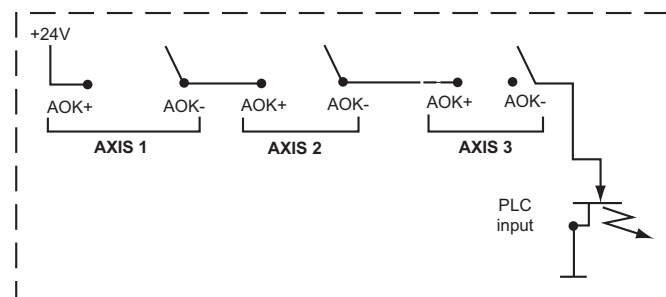 +24V
AOK+ AOK- AOK+ AOK- AOK+ AOK-
AXIS 1 AXIS 2 AXIS 3
PLC
input